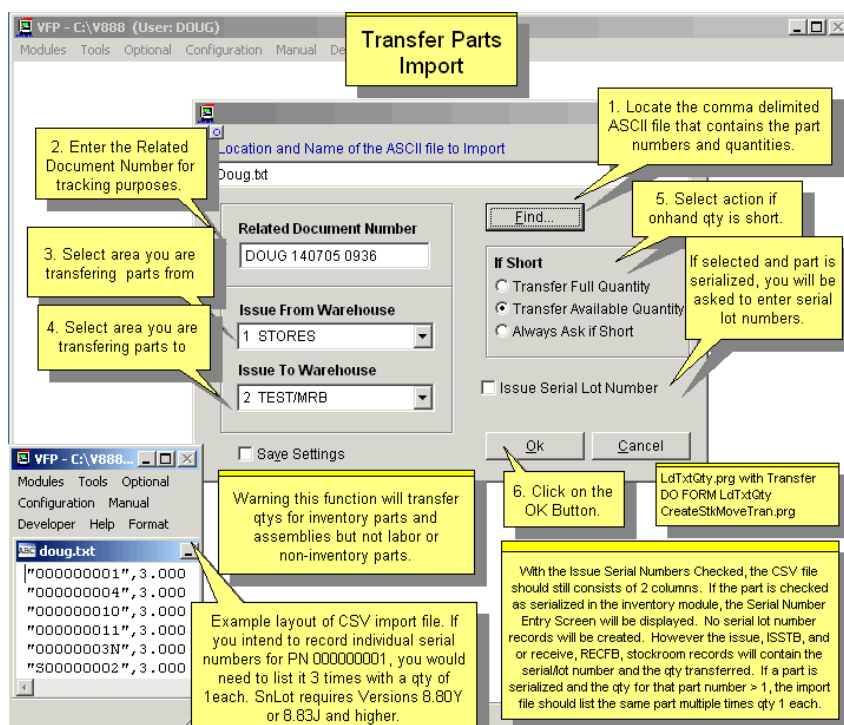 VFP - C:\V888 (User: DOUG)
Modules Tools Optional Configuration Manual De
Transfer Parts
Import
1. Locate the comma delimited
ASCII file that contains the part
numbers and quantities.
2. Enter the Related
Document Number for
tracking purposes.
Location and Name of the ASCII file to Import
Doug.txt
Find...
5. Select action if
onhand qty is short.
Related Document Number
DOUG 140705 0936
3. Select area you are
transfering parts from
If Short
Transfer Full Quantity
Transfer Available Quantity
Always Ask if Short
If selected and part is
serialized, you will be
asked to enter serial
lot numbers.
Issue From Warehouse
1 STORES
4. Select area you are
transfering parts to
Issue To Warehouse
2 TEST/MRB
Issue Serial Lot Number
Save Settings
Ok
Cancel
VFP - C:\V888...
Modules Tools Optional
Configuration Manual
Developer Help Format
doug.txt
"000000001",3.000
"000000004",3.000
"000000010",3.000
"000000011",3.000
"00000003N",3.000
"S00000002",3.000
Warning this function will transfer
qtys for inventory parts and
assemblies but not labor or
non-inventory parts.
6. Click on the
OK Button.
LdTxtQty.prg with Transfer
DO FORM LdTxtQty
CreateStkMoveTran.prg
Example layout of CSV import file. If
you intend to record individual serial
numbers for PN 000000001, you would
need to list it 3 times with a qty of
1each. SnLot requires Versions 8.80Y
or 8.83J and higher.
With the Issue Serial Numbers Checked, the CSV file
should still consists of 2 columns. If the part is checked
as serialized in the inventory module, the Serial Number
Entry Screen will be displayed. No serial lot number
records will be created. However the issue, ISSTB, and
or receive, RECFB, stockroom records will contain the
serial/lot number and the qty transferred. If a part is
serialized and the qty for that part number > 1, the import
file should list the same part multiple times qty 1 each.